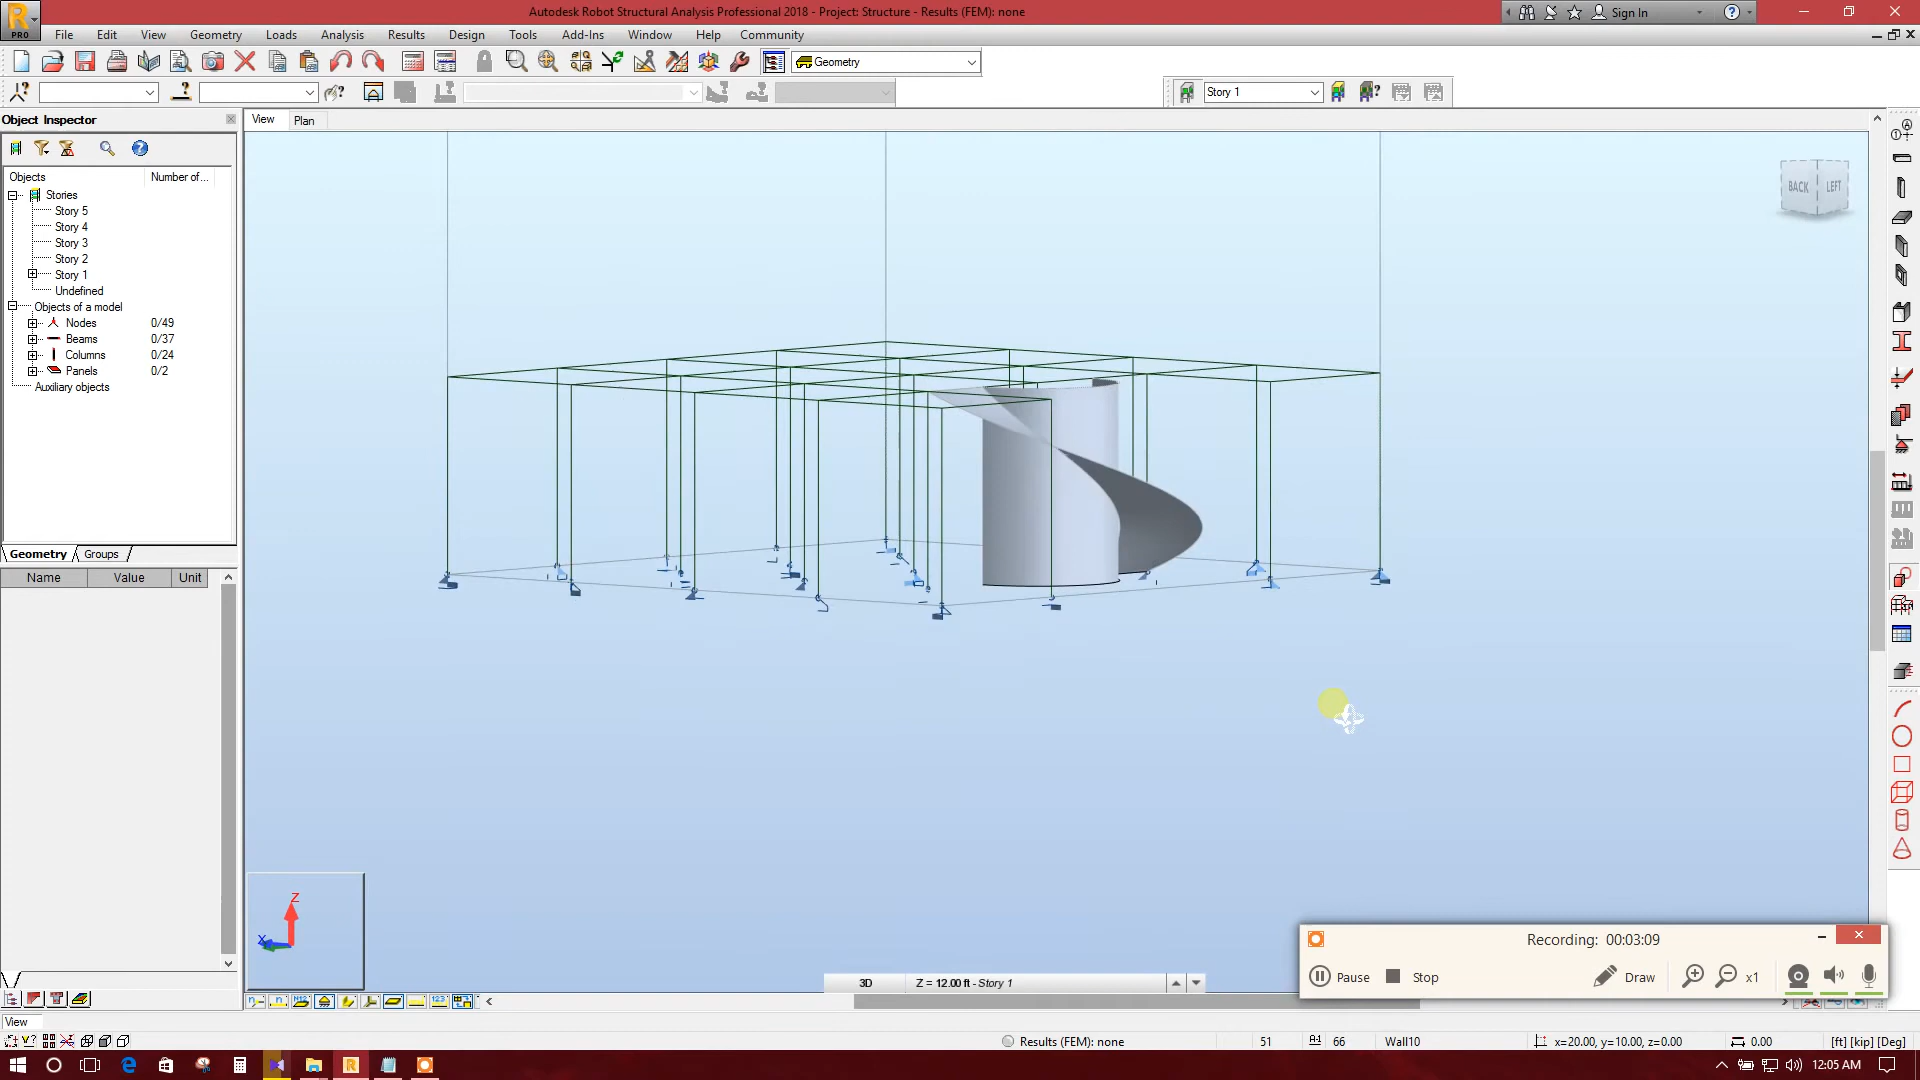 Autodesk Robot Structural Analysis Professional 2018 - Project: Structure - Results (FEM): none
Sign In
PRO
File Edit View Geometry Loads Analysis Results Design Tools Add-Ins Window Help Community
Geometry
Story 1
Object Inspector
View Plan
Objects Number of...
Stories
Story 5
Story 4
Story 3
Story 2
Story 1
Undefined
Objects of a model
Nodes 0/49
Beams 0/37
Columns 0/24
Panels 0/2
Auxiliary objects
Geometry Groups
Name Value Unit
BACK LEFT
Z
X
3D Z = 12.00 ft - Story 1
Recording: 00:03:09
Pause Stop Draw x1
View
Results (FEM): none 51 66 Wall10 x=20.00, y=10.00, z=0.00 0.00 [ft] [kip] [Deg]
12:05 AM